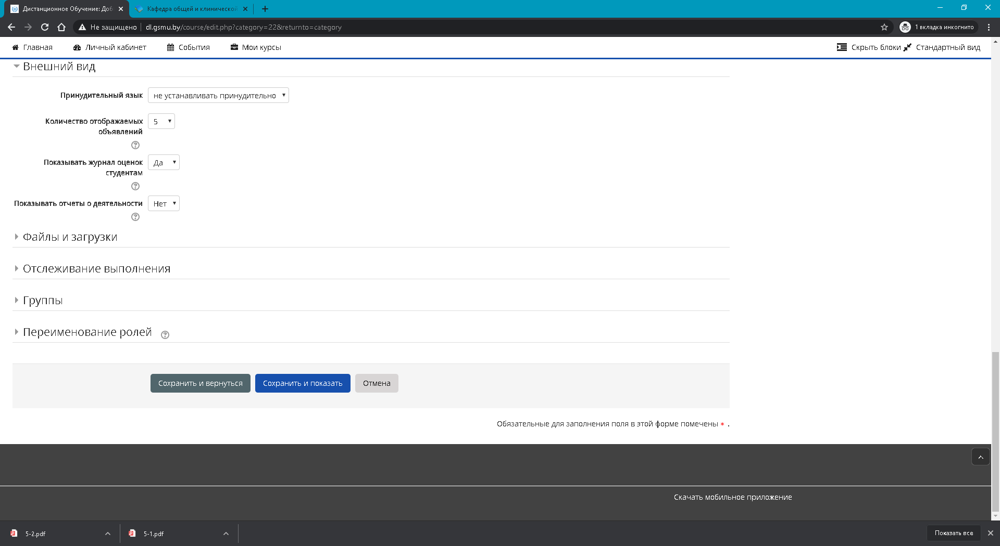 Дистанционное Обучение: Доб
Кафедра общей и клинической
Не защищено
dl.gsmu.by/course/edit.php?category=22&returnto=category
1 вкладка инкогнито
Главная
Личный кабинет
События
Мои курсы
Скрыть блоки
Стандартный вид
Внешний вид
Принудительный язык
не устанавливать принудительно
Количество отображаемых
объявлений
5
Показывать журнал оценок
студентам
Да
Показывать отчеты о деятельности
Нет
Файлы и загрузки
Отслеживание выполнения
Группы
Переименование ролей
Сохранить и вернуться
Сохранить и показать
Отмена
Обязательные для заполнения поля в этой форме помечены * .
Скачать мобильное приложение
5-2.pdf
5-1.pdf
Показать все